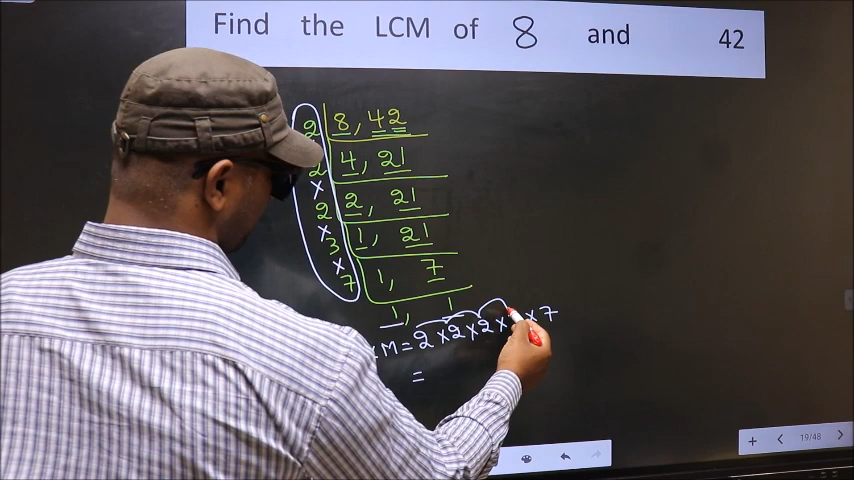 Find the LCM of 8 and 42
2 8, 42
2 4, 21
×
2 2, 21
×
3 1, 21
×
7 1, 7
1, 1
M = 2 × 2 × 2 × × 7
=
+ < 19/48 >